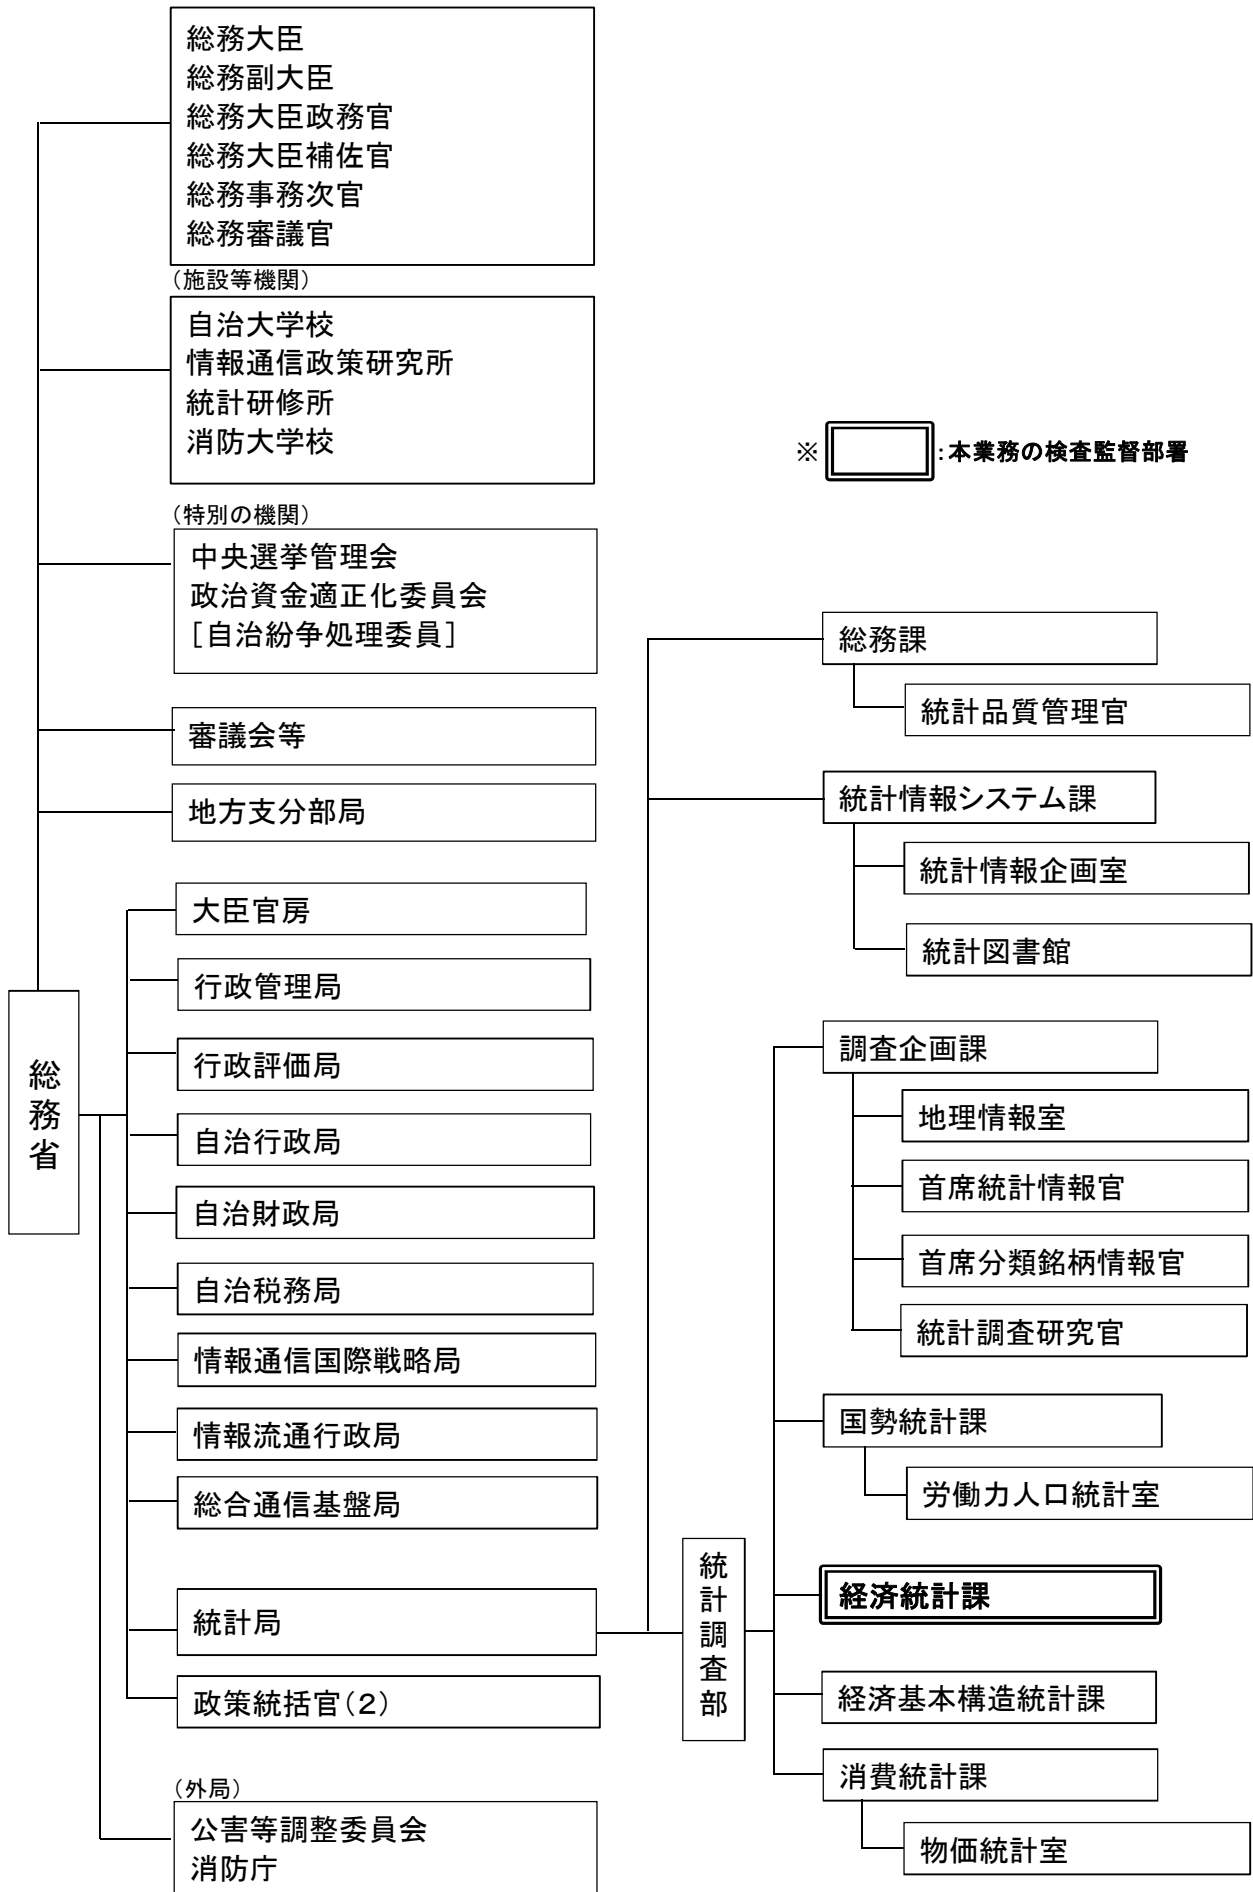 総務大臣
総務副大臣
総務大臣政務官
総務大臣補佐官
総務事務次官
総務審議官
（施設等機関）
自治大学校
情報通信政策研究所
統計研修所
消防大学校
※ :本業務の検査監督部署
（特別の機関）
中央選挙管理会
政治資金適正化委員会
［自治紛争処理委員］
審議会等
地方支分部局
総務省
大臣官房
行政管理局
行政評価局
自治行政局
自治財政局
自治税務局
情報通信国際戦略局
情報流通行政局
総合通信基盤局
統計局
政策統括官（２）
（外局）
公害等調整委員会
消防庁
総務課
統計品質管理官
統計情報システム課
統計情報企画室
統計図書館
統計調査部
調査企画課
地理情報室
首席統計情報官
首席分類銘柄情報官
統計調査研究官
国勢統計課
労働力人口統計室
経済統計課
経済基本構造統計課
消費統計課
物価統計室